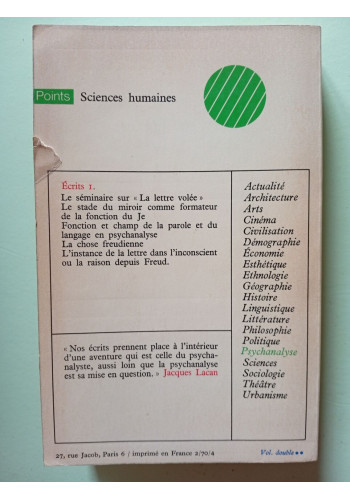 Points Sciences humaines
Écrits 1.
Le séminaire sur « La lettre volée »
Le stade du miroir comme formateur
de la fonction du Je
Fonction et champ de la parole et du
langage en psychanalyse
La chose freudienne
L'instance de la lettre dans l'inconscient
ou la raison depuis Freud.
« Nos écrits prennent place à l'intérieur
d'une aventure qui est celle du psycha-
nalyste, aussi loin que la psychanalyse
est sa mise en question. » Jacques Lacan
Actualité
Architecture
Arts
Cinéma
Civilisation
Démographie
Économie
Esthétique
Ethnologie
Géographie
Histoire
Linguistique
Littérature
Philosophie
Politique
Psychanalyse
Sciences
Sociologie
Théâtre
Urbanisme
27, rue Jacob, Paris 6 / imprimé en France 2/70/4
Vol. double ★★